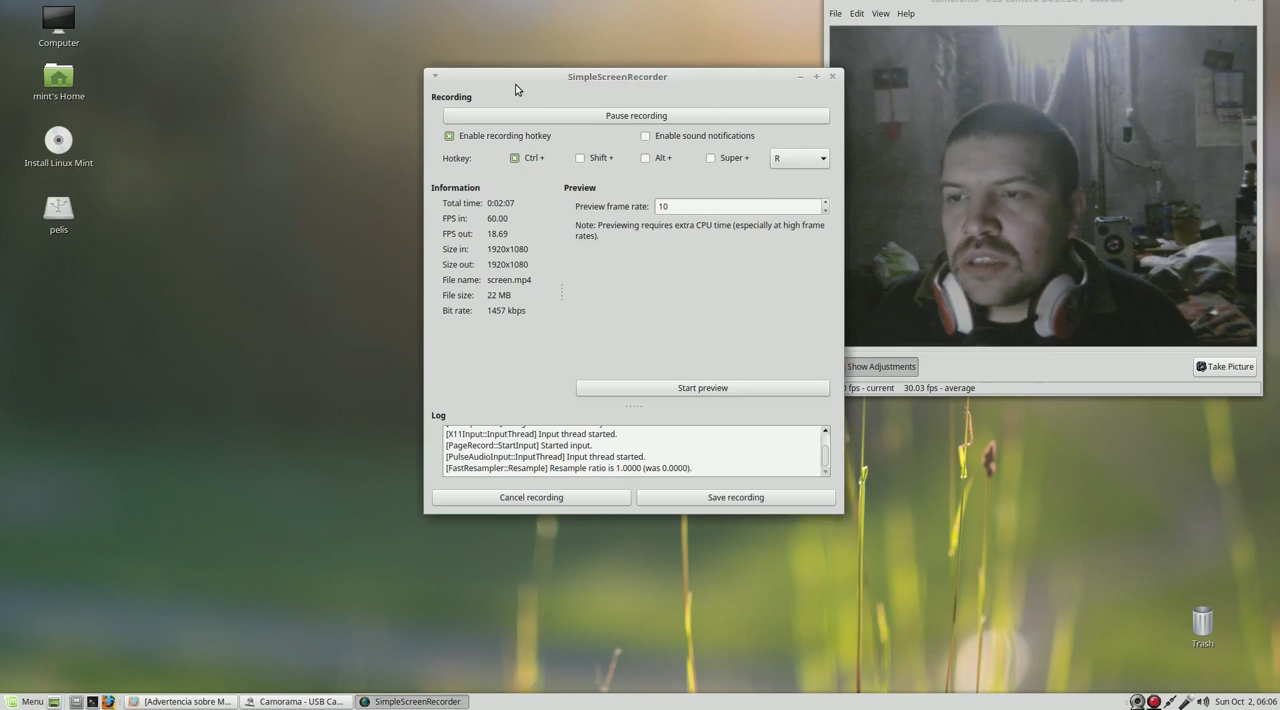 Computer
mint's Home
Install Linux Mint
pelis
SimpleScreenRecorder
Recording
Pause recording
Enable recording hotkey
Enable sound notifications
Hotkey:
Ctrl +
Shift +
Alt +
Super +
R
Information
Total time: 0:02:07
FPS in: 60.00
FPS out: 18.69
Size in: 1920x1080
Size out: 1920x1080
File name: screen.mp4
File size: 22 MB
Bit rate: 1457 kbps
Preview
Preview frame rate: 10
Note: Previewing requires extra CPU time (especially at high frame
rates).
Start preview
Log
[X11Input::InputThread] Input thread started.
[PageRecord::StartInput] Started input.
[PulseAudioInput::InputThread] Input thread started.
[FastResampler::Resample] Resample ratio is 1.0000 (was 0.0000).
Cancel recording
Save recording
File Edit View Help
Show Adjustments
Take Picture
fps - current 30.03 fps - average
Trash
Menu
[Advertencia sobre M...
Camorama - USB Ca...
SimpleScreenRecorder
Sun Oct 2, 06:06